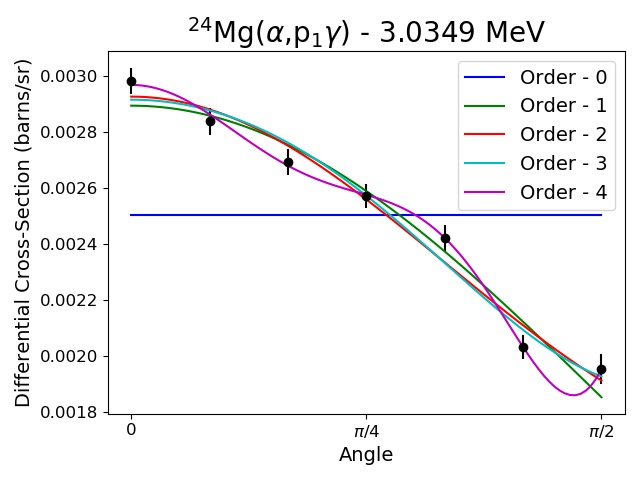 ²⁴Mg(α,p₁γ) - 3.0349 MeV
Differential Cross-Section (barns/sr)
0.0030
0.0028
0.0026
0.0024
0.0022
0.0020
0.0018
Order - 0
Order - 1
Order - 2
Order - 3
Order - 4
0
π/4
π/2
Angle